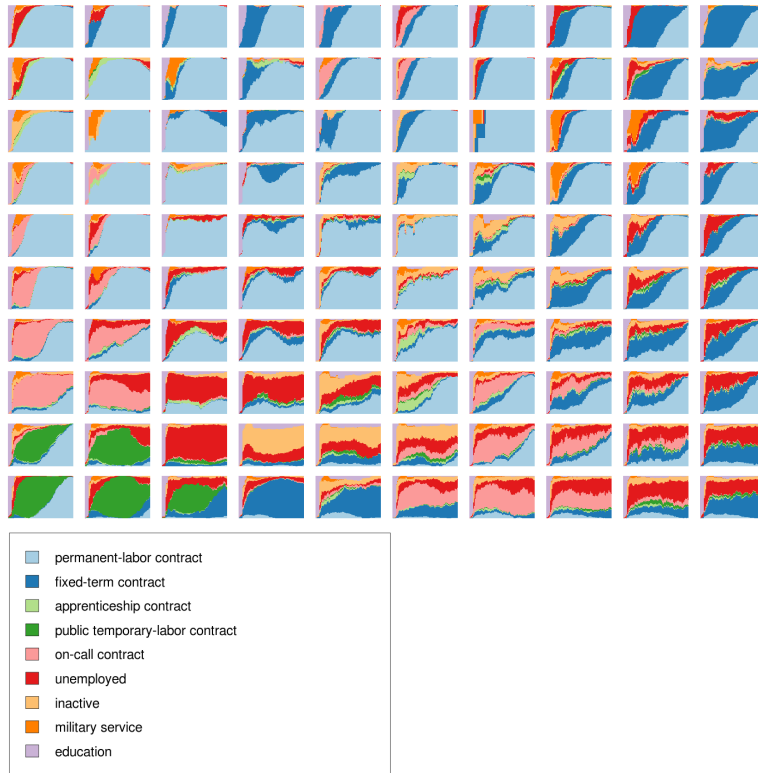 permanent-labor contract
fixed-term contract
apprenticeship contract
public temporary-labor contract
on-call contract
unemployed
inactive
military service
education